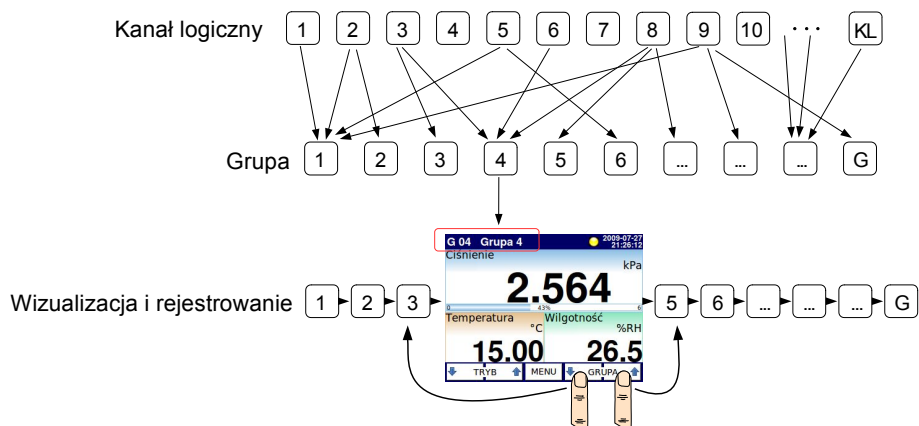 Kanał logiczny 1 2 3 4 5 6 7 8 9 10 ··· KL
Grupa 1 2 3 4 5 6 ... ... ... G
G 04 Grupa 4 2009-07-27
21:26:12
Ciśnienie
kPa
2.564
0 43% 6
Wizualizacja i rejestrowanie 1 2 3 5 6 ... ... ... G
Temperatura Wilgotność
°C %RH
15.00 26.5
TRYB MENU GRUPA